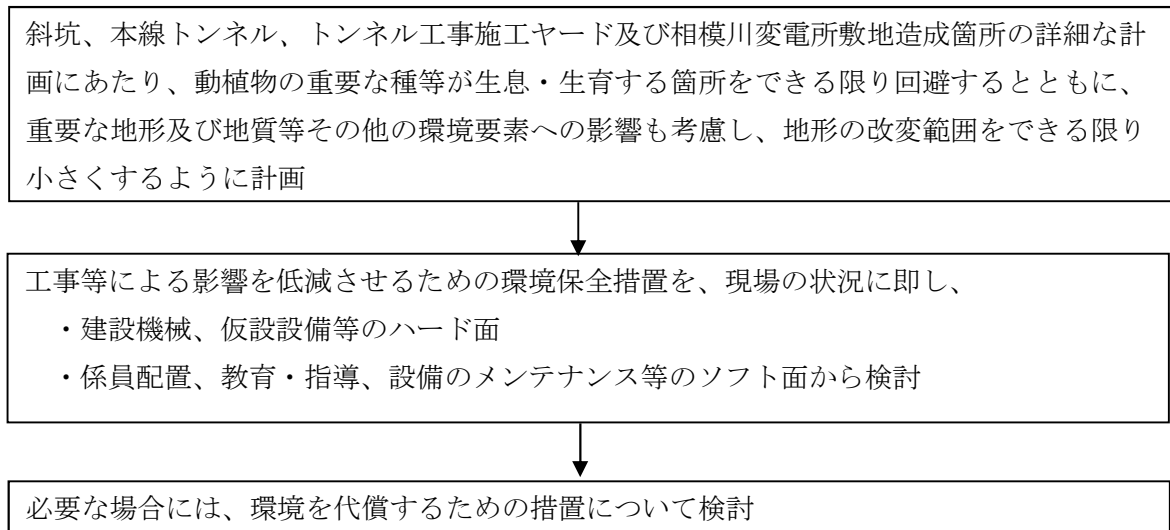 斜坑、本線トンネル、トンネル工事施工ヤード及び相模川変電所敷地造成箇所の詳細な計
画にあたり、動植物の重要な種等が生息・生育する箇所をできる限り回避するとともに、
重要な地形及び地質等その他の環境要素への影響も考慮し、地形の改変範囲をできる限り
小さくするように計画
工事等による影響を低減させるための環境保全措置を、現場の状況に即し、
・建設機械、仮設設備等のハード面
・係員配置、教育・指導、設備のメンテナンス等のソフト面から検討
必要な場合には、環境を代償するための措置について検討